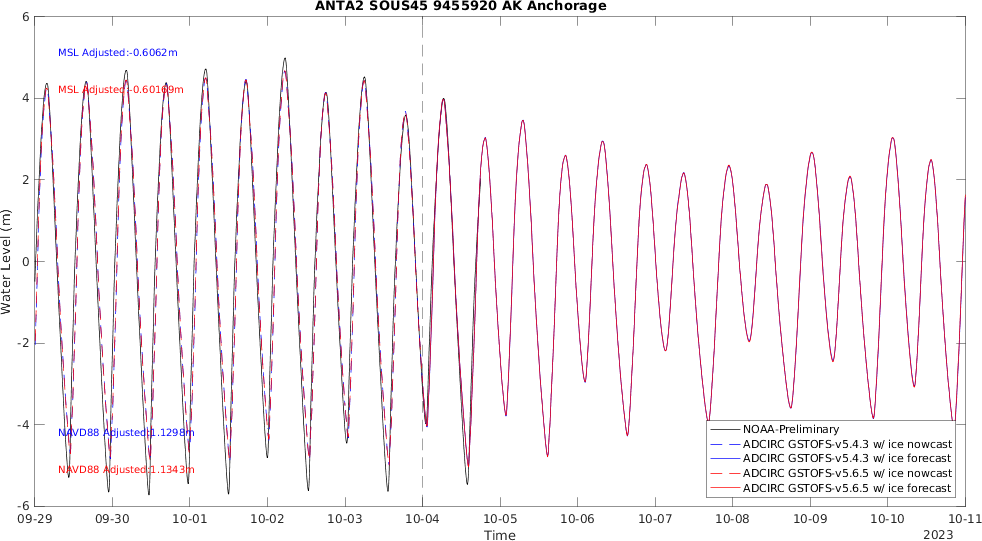 ANTA2 SOUS45 9455920 AK Anchorage
6
4
2
0
-2
-4
-6
Water Level (m)
MSL Adjusted:-0.6062m
MSL Adjusted:-0.60169m
NAVD88 Adjusted:1.1298m
NAVD88 Adjusted:1.1343m
NOAA-Preliminary
ADCIRC GSTOFS-v5.4.3 w/ ice nowcast
ADCIRC GSTOFS-v5.4.3 w/ ice forecast
ADCIRC GSTOFS-v5.6.5 w/ ice nowcast
ADCIRC GSTOFS-v5.6.5 w/ ice forecast
09-29 09-30 10-01 10-02 10-03 10-04 10-05 10-06 10-07 10-08 10-09 10-10 10-11
Time
2023